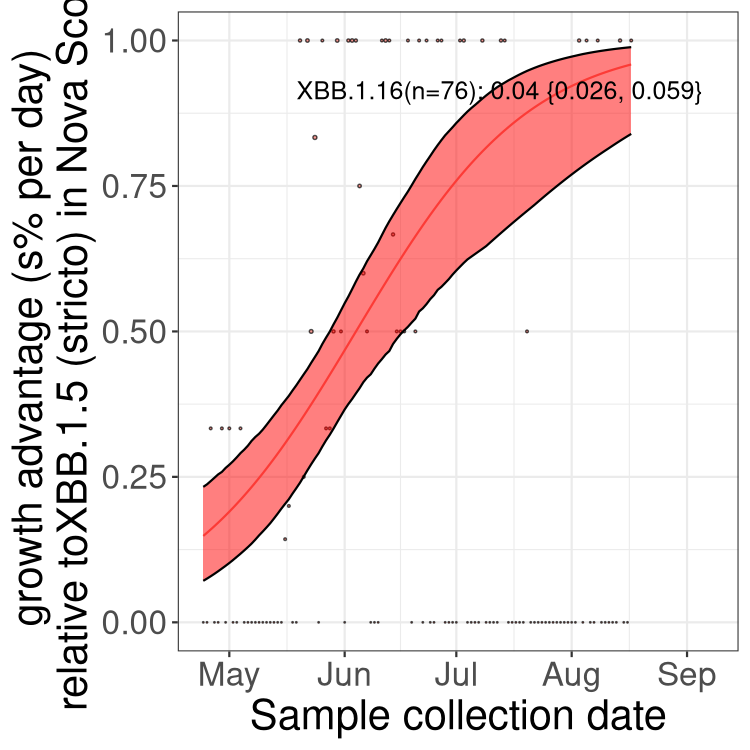 growth advantage (s% per day)
relative toXBB.1.5 (stricto) in Nova Sco
1.00
0.75
0.50
0.25
0.00
XBB.1.16(n=76): 0.04 {0.026, 0.059}
May Jun Jul Aug Sep
Sample collection date